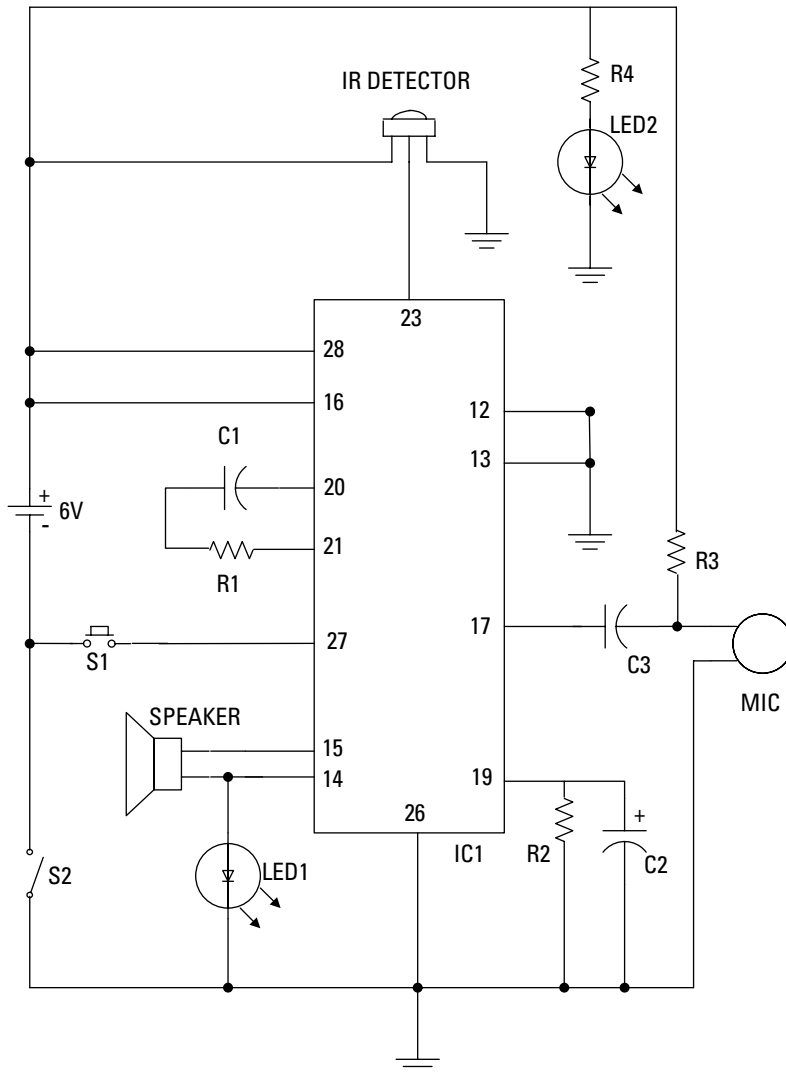 R4
IR DETECTOR
LED2
23
28
16
12
C1
13
20
+
6V
-
21
R1
R3
17
27
S1
C3
MIC
SPEAKER
15
14
19
26
+
R2
C2
IC1
S2
LED1